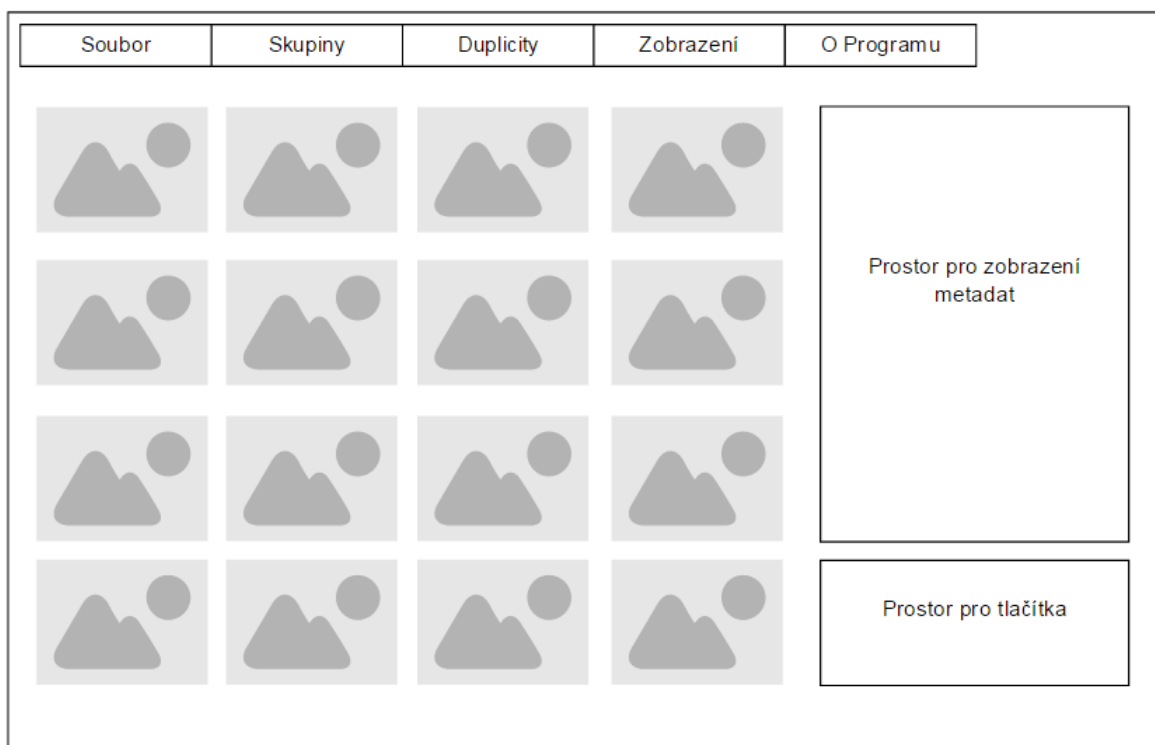 Soubor
Skupiny
Duplicity
Zobrazení
O Programu
Prostor pro zobrazení
metadat
Prostor pro tlačítka